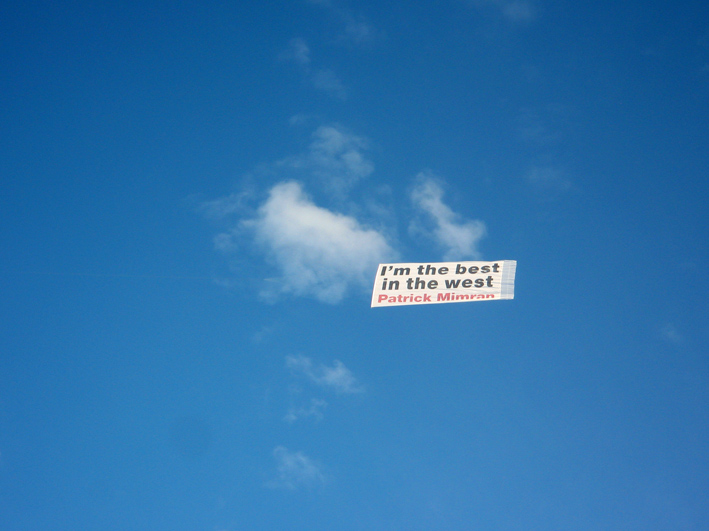 I'm the best
in the west
Patrick Mimran